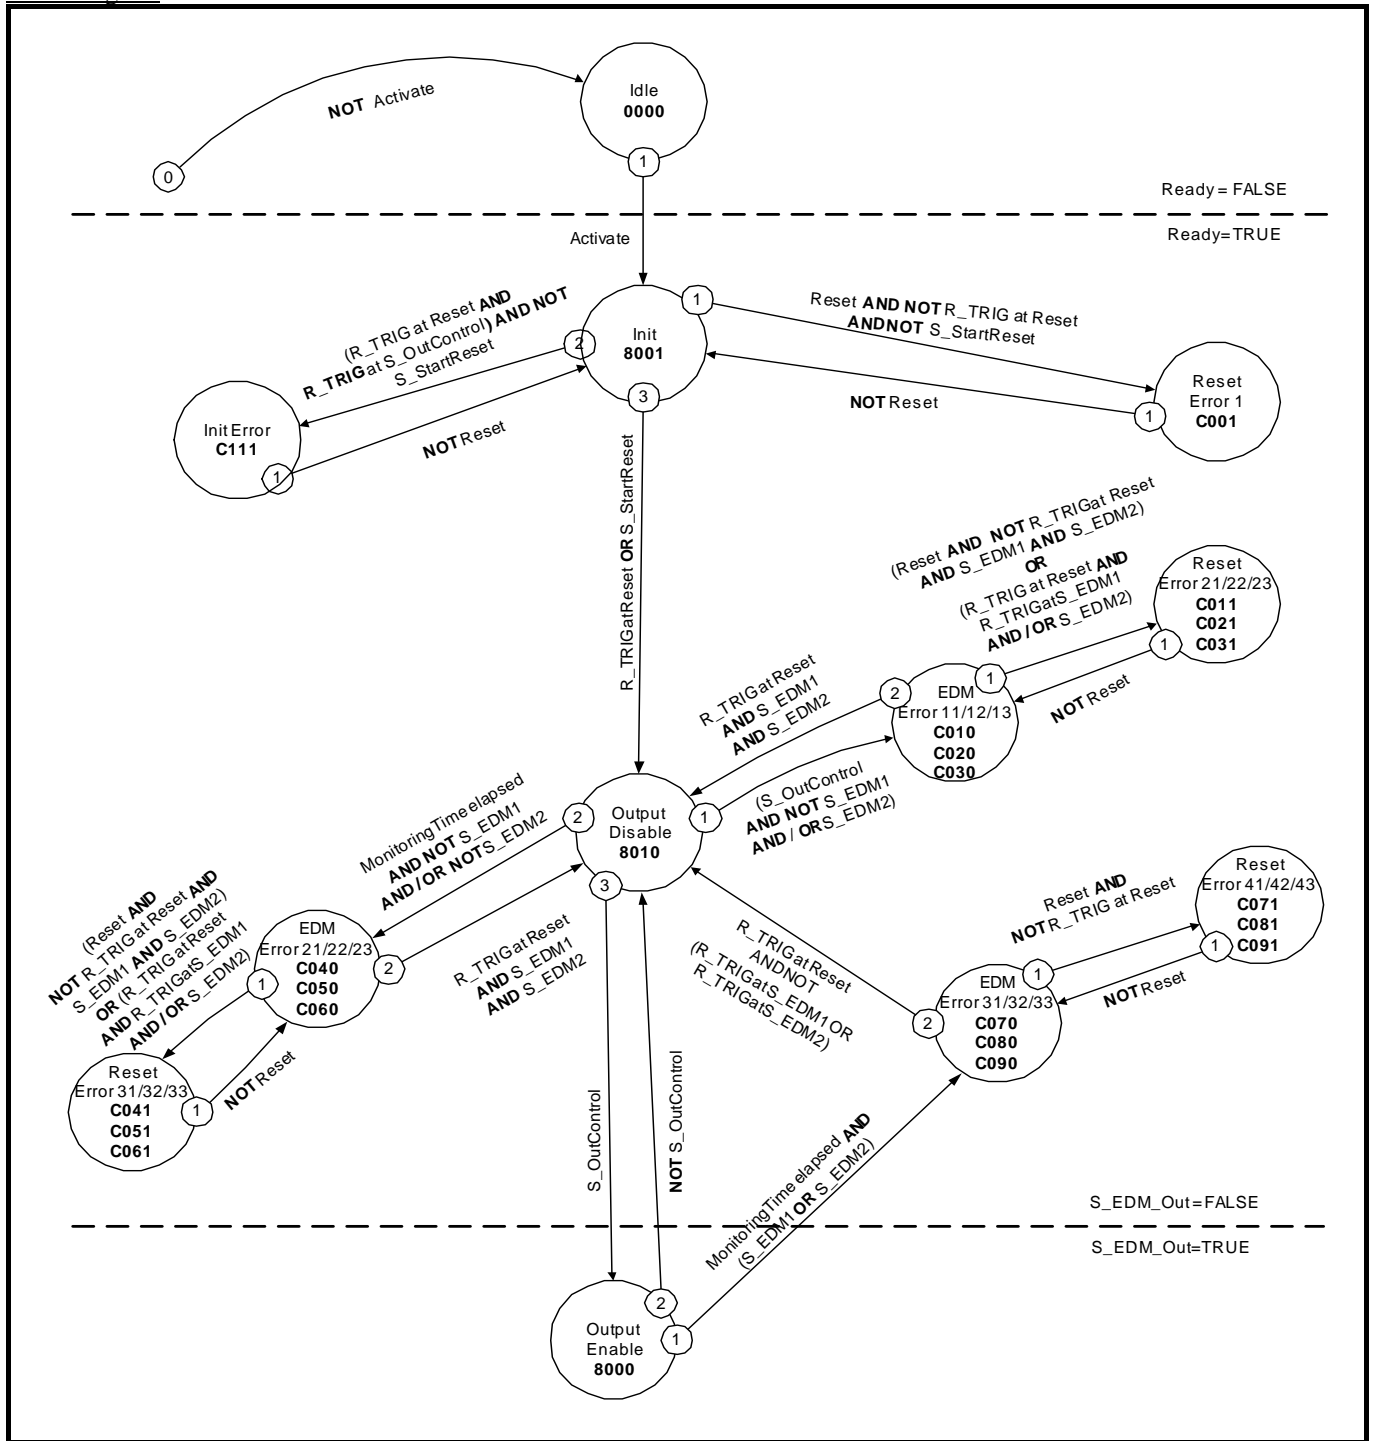 NOT Activate
Idle
0000
1
0
Ready = FALSE
Ready=TRUE
Activate
(R_TRIG at Reset AND
R_TRIG at S_OutControl) AND NOT
S_StartReset
Init
8001
1
2
3
Reset AND NOT R_TRIG at Reset
ANDNOT S_StartReset
NOT Reset
Reset
Error 1
C001
1
Init Error
C111
1
NOT Reset
R_TRIGatReset OR S_StartReset
(Reset AND NOT R_TRIGat Reset
AND S_EDM1 AND S_EDM2)
OR
(R_TRIG at Reset AND
R_TRIGatS_EDM1
AND / OR S_EDM2)
Reset
Error 21/22/23
C011
C021
C031
1
NOT Reset
EDM
Error 11/12/13
C010
C020
C030
1
2
R_TRIGat Reset
AND S_EDM1
AND S_EDM2
(S_OutControl
AND NOT S_EDM1
AND / OR S_EDM2)
Output
Disable
8010
1
2
3
MonitoringTime elapsed
AND NOT S_EDM1
AND / OR NOT S_EDM2
R_TRIGat Reset
AND S_EDM1
AND S_EDM2
EDM
Error 21/22/23
C040
C050
C060
1
2
(Reset AND
NOT R_TRIGat Reset AND
S_EDM1 AND S_EDM2)
OR (R_TRIG at Reset
AND R_TRIGatS_EDM1
AND / OR S_EDM2)
Reset
Error 31/32/33
C041
C051
C061
1
NOT Reset
R_TRIGatReset
ANDNOT
(R_TRIGatS_EDM1OR
R_TRIGatS_EDM2)
Reset AND
NOT R_TRIG at Reset
Reset
Error 41/42/43
C071
C081
C091
1
NOT Reset
EDM
Error 31/32/33
C070
C080
C090
1
2
S_OutControl
NOT S_OutControl
MonitoringTime elapsed AND
(S_EDM1 OR S_EDM2)
S_EDM_Out = FALSE
S_EDM_Out=TRUE
Output
Enable
8000
2
1